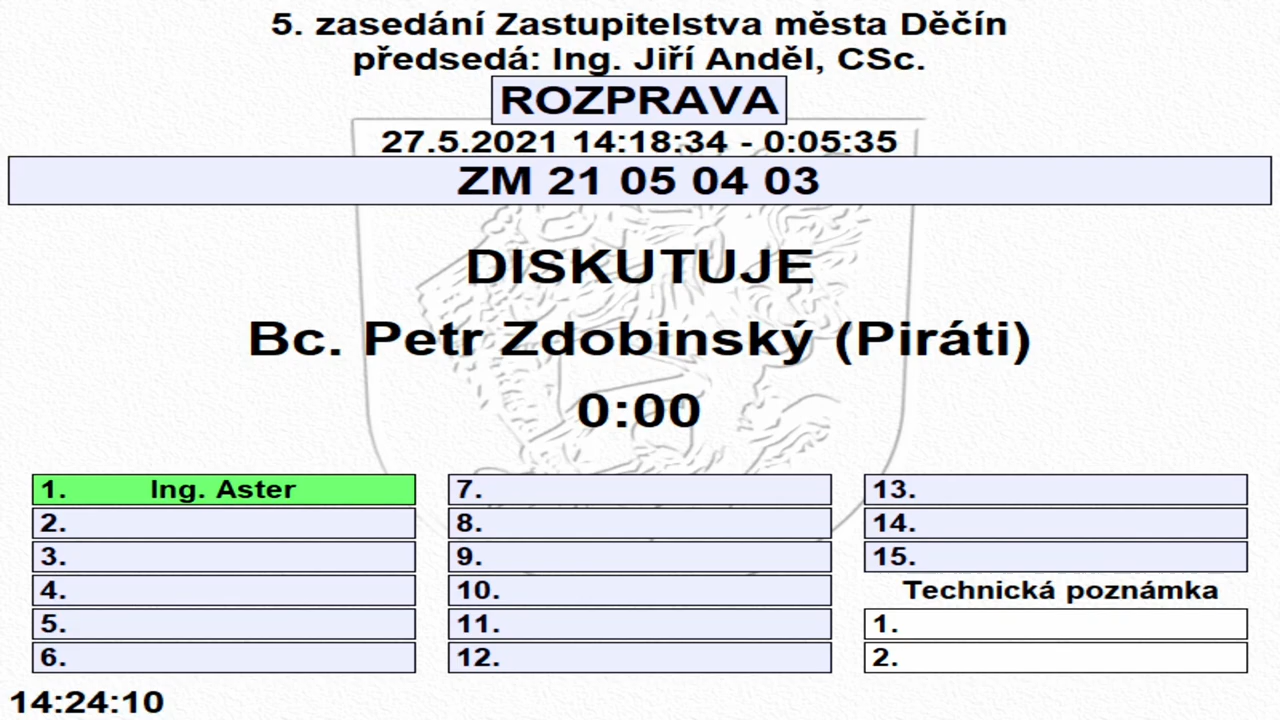 5. zasedání Zastupitelstva města Děčín
předsedá: Ing. Jiří Anděl, CSc.
ROZPRAVA
27.5.2021 14:18:34 - 0:05:35
ZM 21 05 04 03
DISKUTUJE
Bc. Petr Zdobinský (Piráti)
0:00
1. Ing. Aster
2.
3.
4.
5.
6.
7.
8.
9.
10.
11.
12.
13.
14.
15.
Technická poznámka
1.
2.
14:24:10